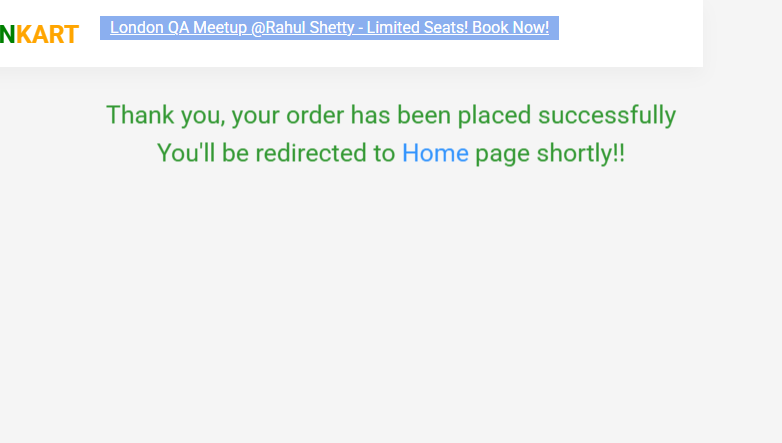 NKART
London QA Meetup @Rahul Shetty - Limited Seats! Book Now!
Thank you, your order has been placed successfully
You'll be redirected to Home page shortly!!